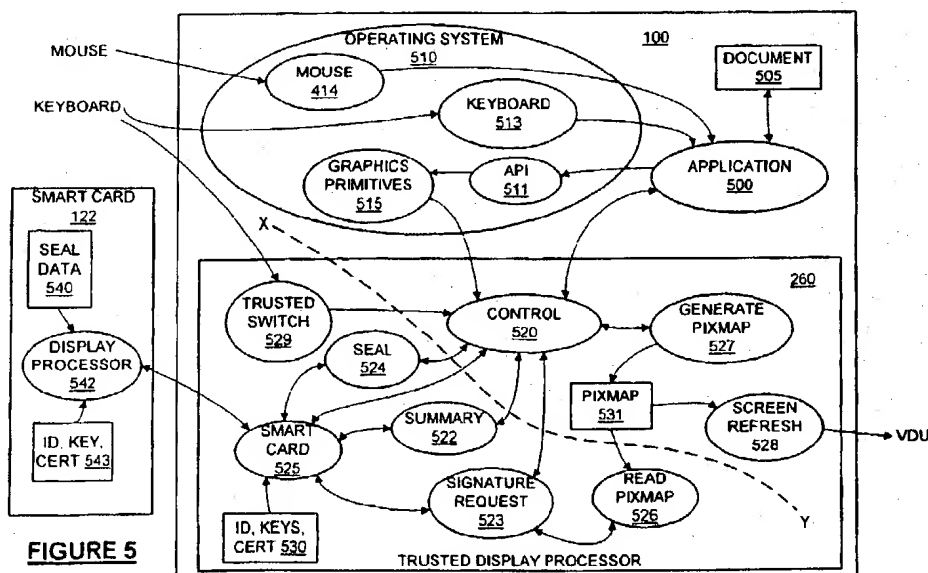 OPERATING SYSTEM
510
100
MOUSE
MOUSE
414
DOCUMENT
505
KEYBOARD
KEYBOARD
513
GRAPHICS
PRIMITIVES
515
API
511
APPLICATION
500
SMART CARD
122
SEAL
DATA
540
DISPLAY
PROCESSOR
542
ID, KEY,
CERT 543
X
260
TRUSTED
SWITCH
529
CONTROL
520
GENERATE
PIXMAP
527
SEAL
524
PIXMAP
531
SCREEN
REFRESH
528
VDU
SMART
CARD
525
SUMMARY
522
SIGNATURE
REQUEST
523
READ
PIXMAP
526
Y
ID, KEYS,
CERT 530
TRUSTED DISPLAY PROCESSOR
FIGURE 5